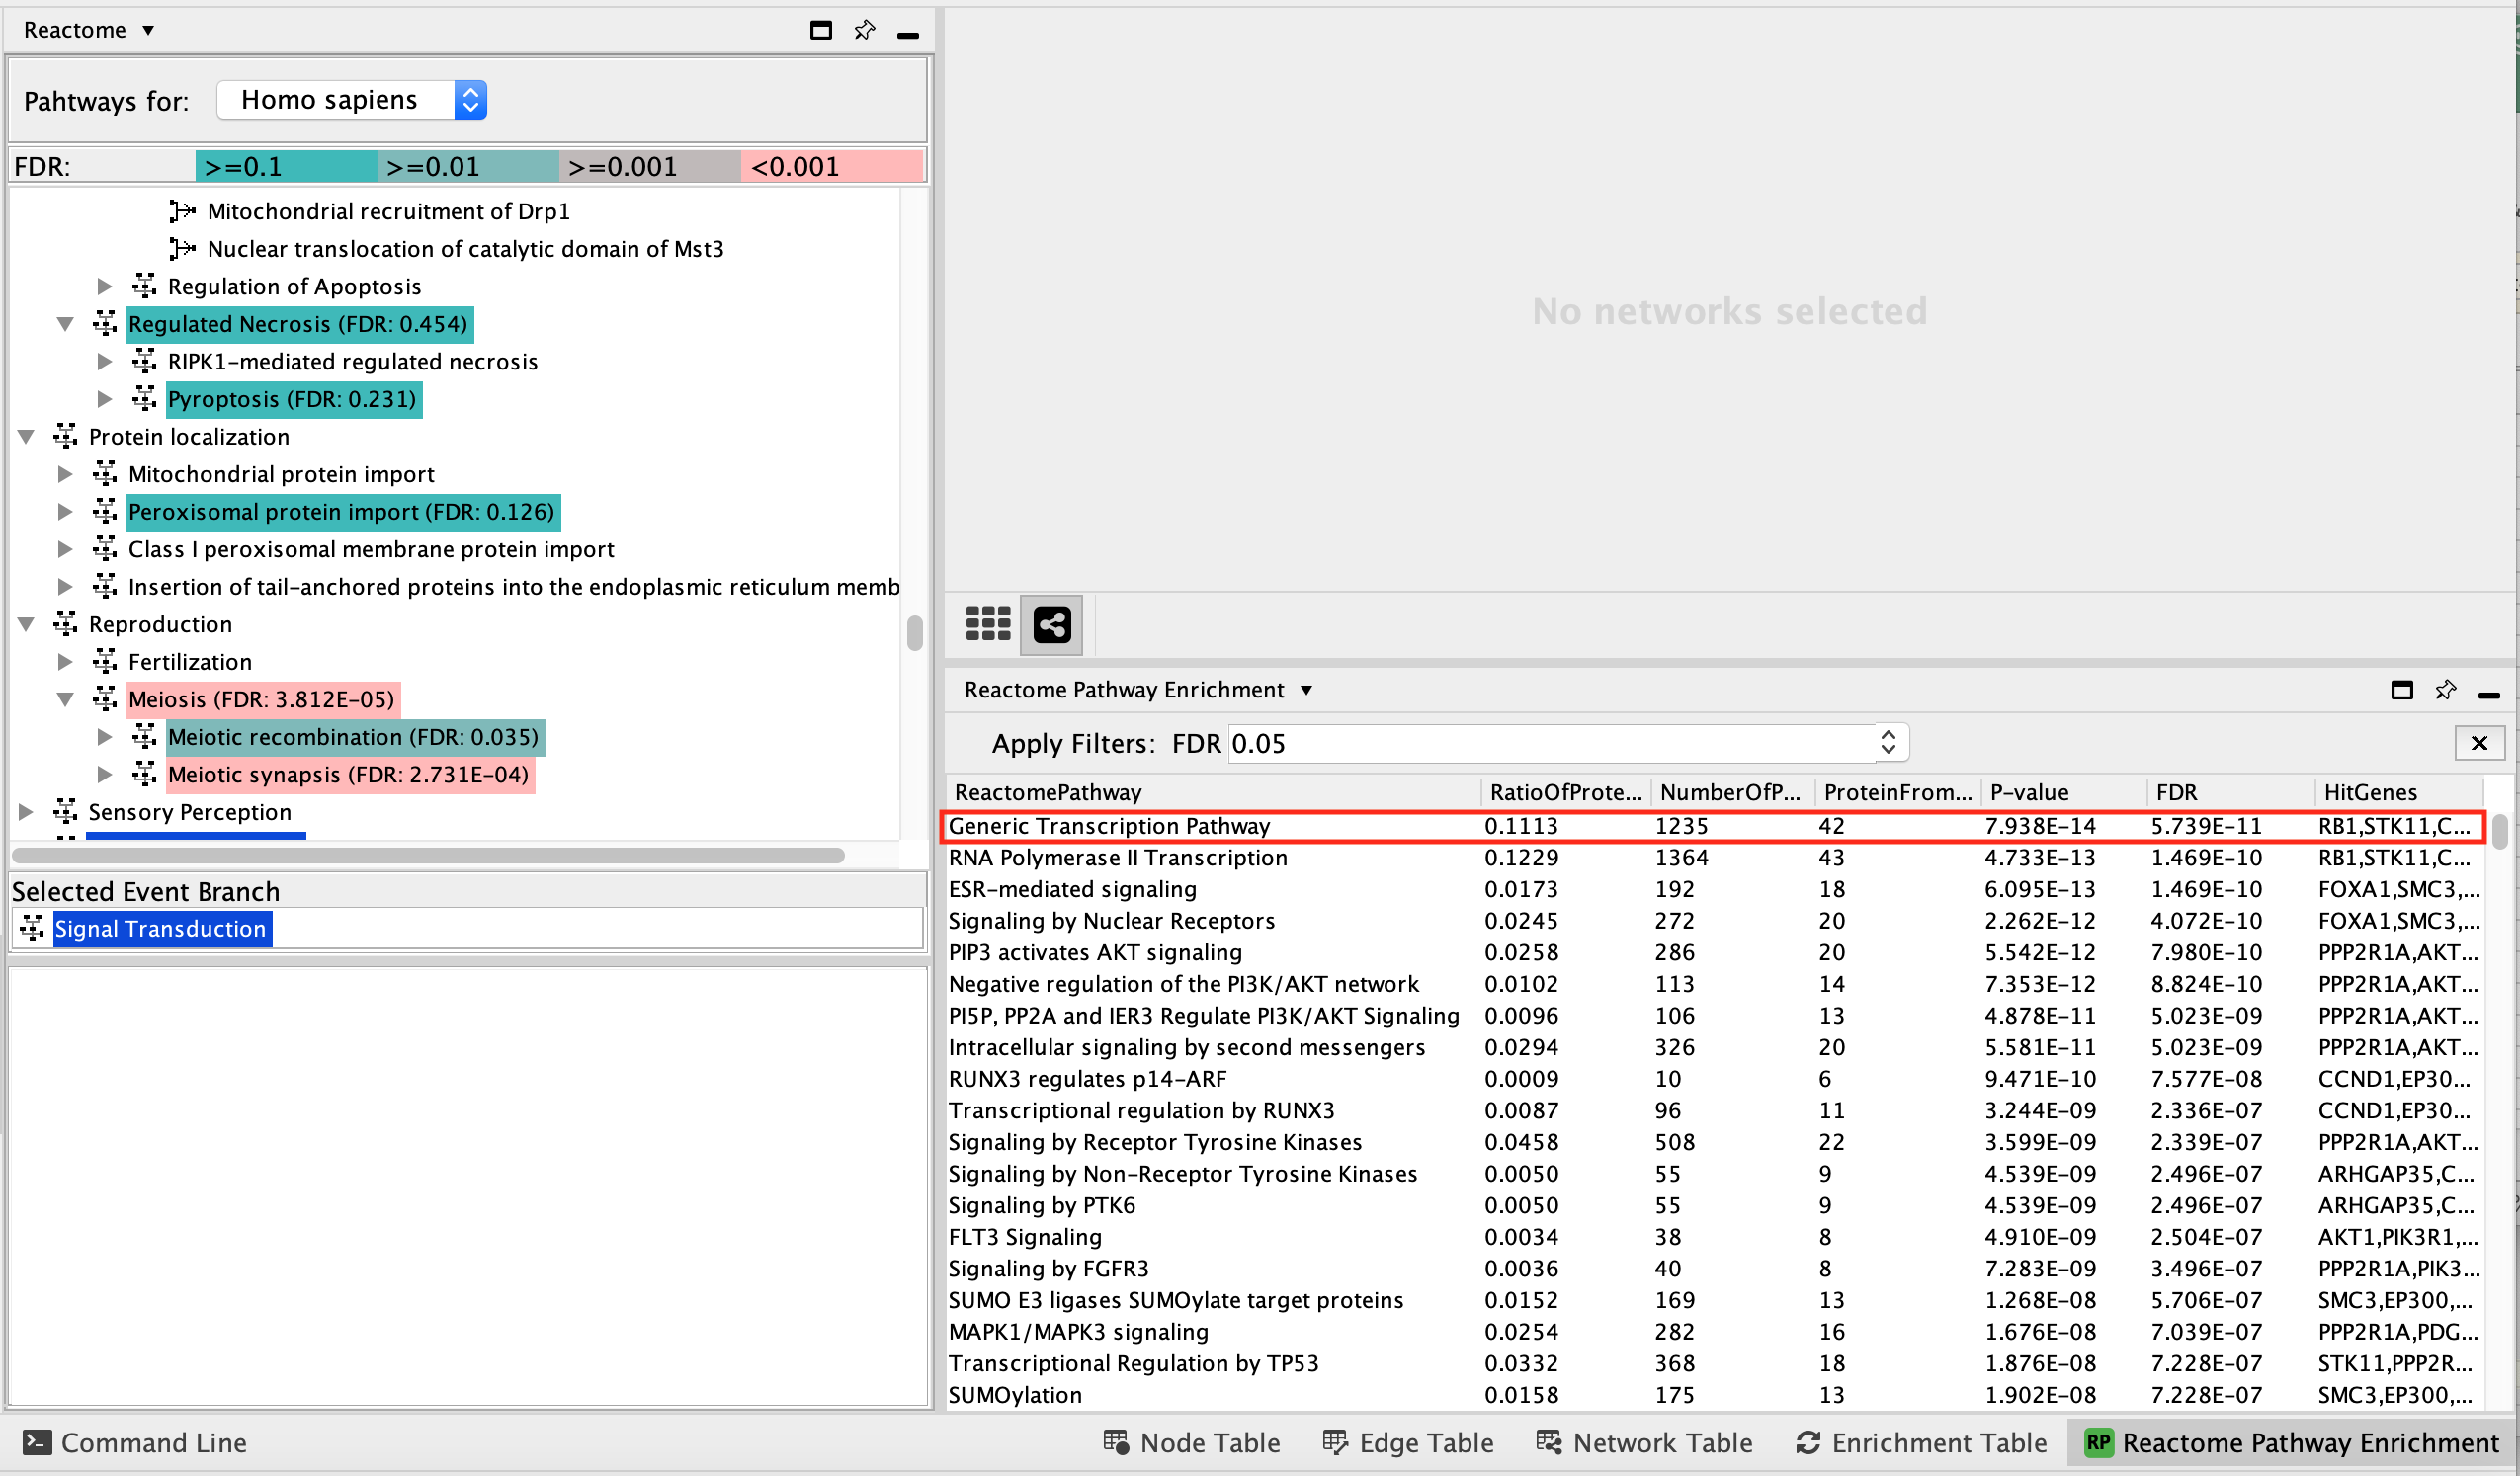 Reactome
Pahtways for: Homo sapiens
FDR: >=0.1 >=0.01 >=0.001 <0.001
Mitochondrial recruitment of Drp1
Nuclear translocation of catalytic domain of Mst3
Regulation of Apoptosis
Regulated Necrosis (FDR: 0.454)
RIPK1-mediated regulated necrosis
Pyroptosis (FDR: 0.231)
Protein localization
Mitochondrial protein import
Peroxisomal protein import (FDR: 0.126)
Class I peroxisomal membrane protein import
Insertion of tail-anchored proteins into the endoplasmic reticulum memb
Reproduction
Fertilization
Meiosis (FDR: 3.812E-05)
Meiotic recombination (FDR: 0.035)
Meiotic synapsis (FDR: 2.731E-04)
Sensory Perception
Selected Event Branch
Signal Transduction
No networks selected
Reactome Pathway Enrichment
Apply Filters: FDR 0.05
ReactomePathway RatioOfProte... NumberOfP... ProteinFrom... P-value FDR HitGenes
Generic Transcription Pathway 0.1113 1235 42 7.938E-14 5.739E-11 RB1,STK11,C...
RNA Polymerase II Transcription 0.1229 1364 43 4.733E-13 1.469E-10 RB1,STK11,C...
ESR-mediated signaling 0.0173 192 18 6.095E-13 1.469E-10 FOXA1,SMC3,...
Signaling by Nuclear Receptors 0.0245 272 20 2.262E-12 4.072E-10 FOXA1,SMC3,...
PIP3 activates AKT signaling 0.0258 286 20 5.542E-12 7.980E-10 PPP2R1A,AKT...
Negative regulation of the PI3K/AKT network 0.0102 113 14 7.353E-12 8.824E-10 PPP2R1A,AKT...
PI5P, PP2A and IER3 Regulate PI3K/AKT Signaling 0.0096 106 13 4.878E-11 5.023E-09 PPP2R1A,AKT...
Intracellular signaling by second messengers 0.0294 326 20 5.581E-11 5.023E-09 PPP2R1A,AKT...
RUNX3 regulates p14-ARF 0.0009 10 6 9.471E-10 7.577E-08 CCND1,EP30...
Transcriptional regulation by RUNX3 0.0087 96 11 3.244E-09 2.336E-07 CCND1,EP30...
Signaling by Receptor Tyrosine Kinases 0.0458 508 22 3.599E-09 2.339E-07 PPP2R1A,AKT...
Signaling by Non-Receptor Tyrosine Kinases 0.0050 55 9 4.539E-09 2.496E-07 ARHGAP35,C...
Signaling by PTK6 0.0050 55 9 4.539E-09 2.496E-07 ARHGAP35,C...
FLT3 Signaling 0.0034 38 8 4.910E-09 2.504E-07 AKT1,PIK3R1,...
Signaling by FGFR3 0.0036 40 8 7.283E-09 3.496E-07 PPP2R1A,PIK3...
SUMO E3 ligases SUMOylate target proteins 0.0152 169 13 1.268E-08 5.706E-07 SMC3,EP300,...
MAPK1/MAPK3 signaling 0.0254 282 16 1.676E-08 7.039E-07 PPP2R1A,PDG...
Transcriptional Regulation by TP53 0.0332 368 18 1.876E-08 7.228E-07 STK11,PPP2R...
SUMOylation 0.0158 175 13 1.902E-08 7.228E-07 SMC3,EP300,...
Command Line Node Table Edge Table Network Table Enrichment Table RP Reactome Pathway Enrichment